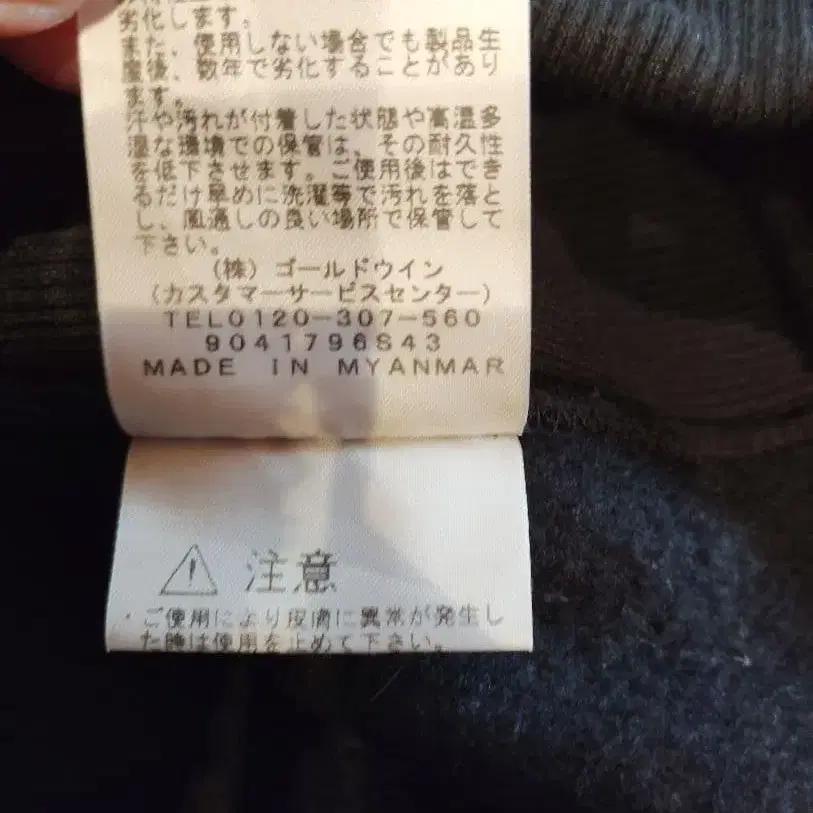 劣化します。
また、使用しない場合でも製品生
産後、数年で劣化することがあり
ます。
汗や汚れが付着した状態や高温多
湿な環境での保管は、その耐久性
を低下させます。ご使用後はでき
るだけ早めに洗濯等で汚れを落と
し、風通しの良い場所で保管して
下さい。
(株) ゴールドウイン
(カスタマーサービスセンター)
TEL0120-307-560
9041796843
MADE IN MYANMAR
注意
・ご使用により皮膚に異常が発生し
た時は使用を止めて下さい。